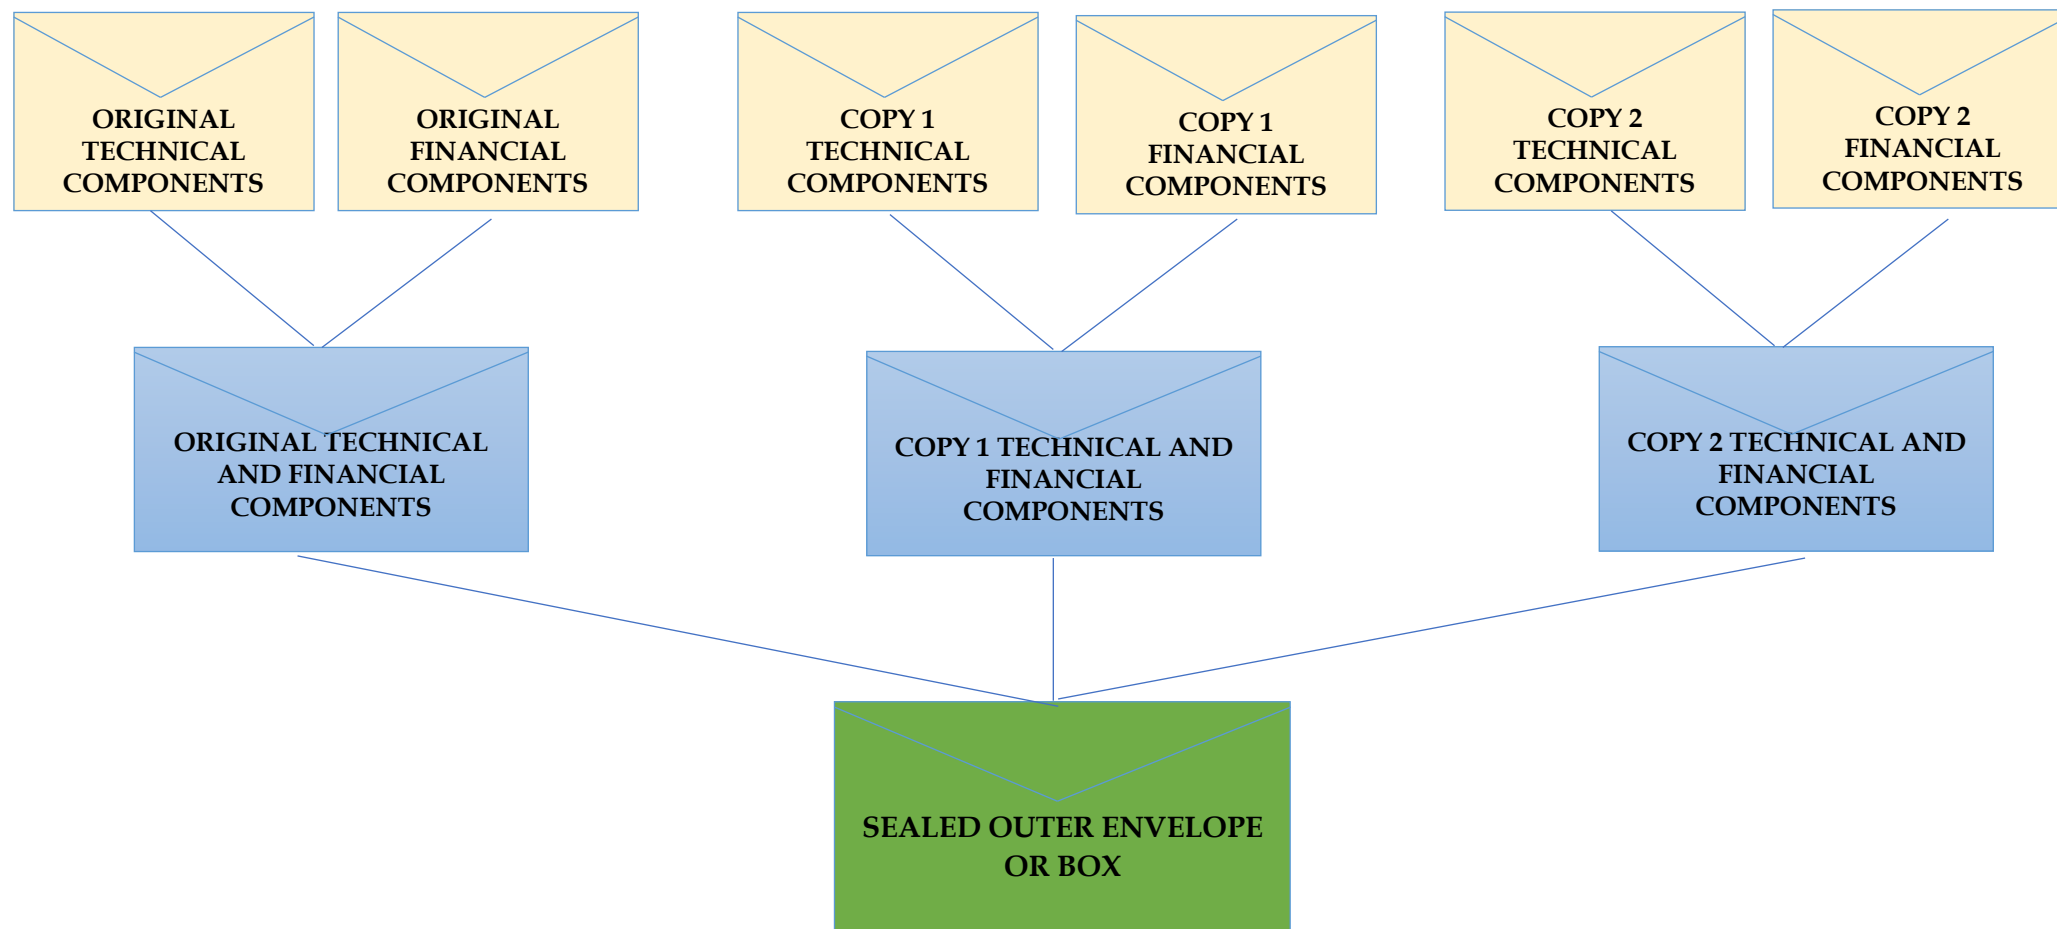 ORIGINAL
TECHNICAL
COMPONENTS
ORIGINAL
FINANCIAL
COMPONENTS
COPY 1
TECHNICAL
COMPONENTS
COPY 1
FINANCIAL
COMPONENTS
COPY 2
TECHNICAL
COMPONENTS
COPY 2
FINANCIAL
COMPONENTS
ORIGINAL TECHNICAL
AND FINANCIAL
COMPONENTS
COPY 1 TECHNICAL AND
FINANCIAL
COMPONENTS
COPY 2 TECHNICAL AND
FINANCIAL
COMPONENTS
SEALED OUTER ENVELOPE
OR BOX